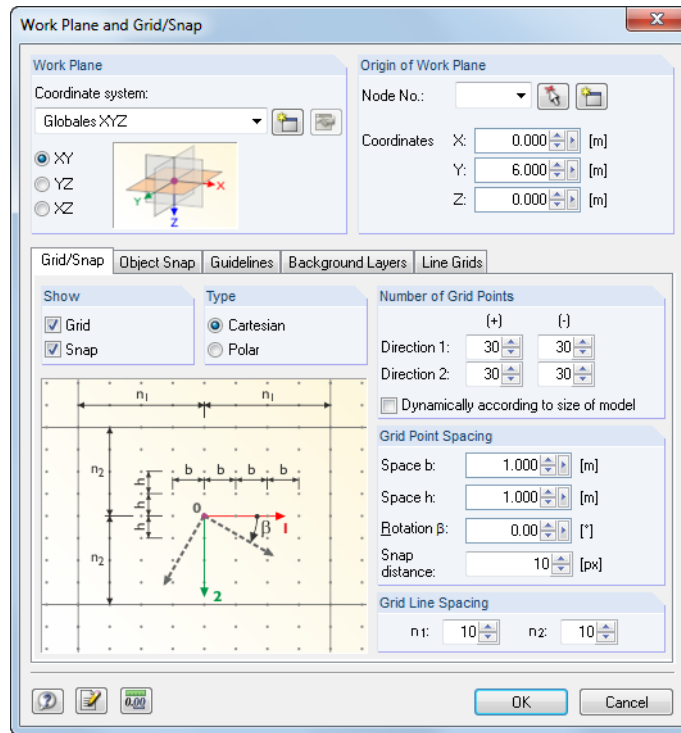 Work Plane and Grid/Snap
Work Plane
Coordinate system:
Globales XYZ
XY
YZ
XZ
X
Y
Z
Origin of Work Plane
Node No.:
Coordinates X: 0.000 [m]
Y: 6.000 [m]
Z: 0.000 [m]
Grid/Snap Object Snap Guidelines Background Layers Line Grids
Show
Grid
Snap
Type
Cartesian
Polar
n1 n1
n2
b b b b
h
h
h
0
β 1
n2
2
Number of Grid Points
(+) (-)
Direction 1: 30 30
Direction 2: 30 30
Dynamically according to size of model
Grid Point Spacing
Space b: 1.000 [m]
Space h: 1.000 [m]
Rotation β: 0.00 [°]
Snap
distance: 10 [px]
Grid Line Spacing
n1: 10 n2: 10
0.00
OK Cancel